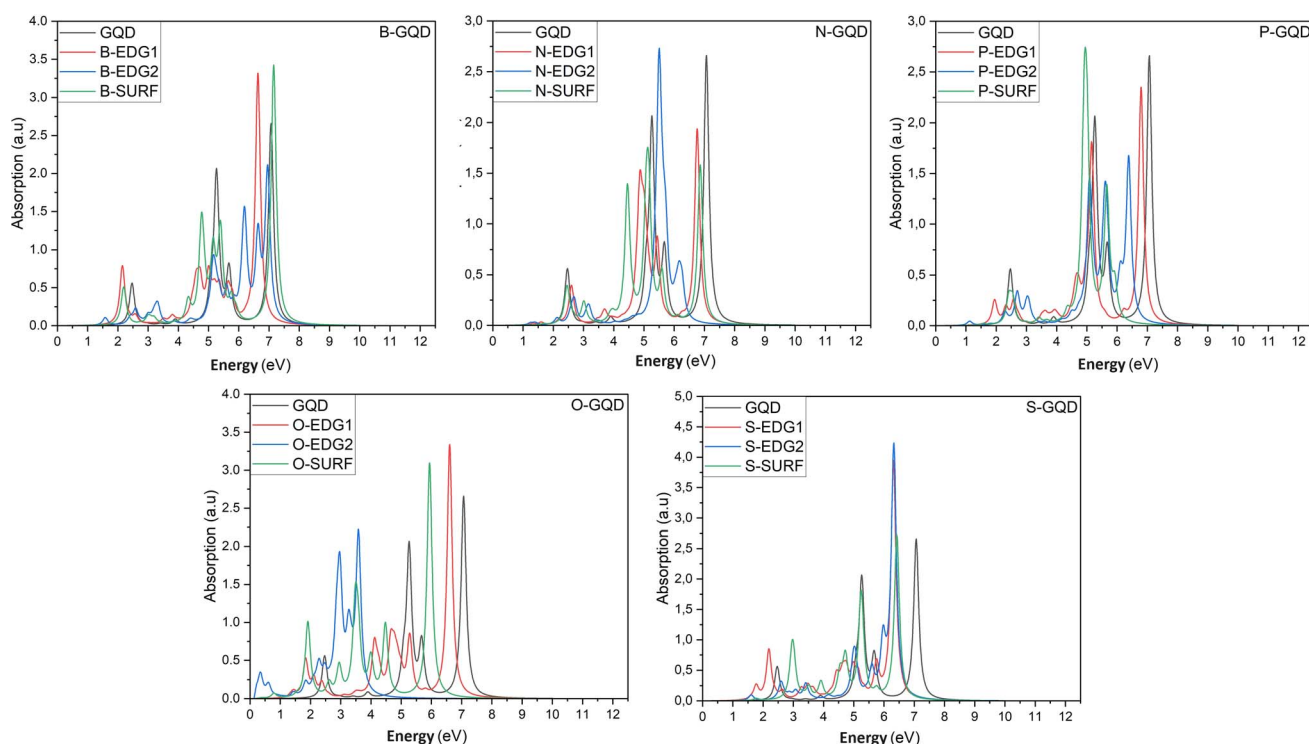 B-GQD
GQD
B-EDG1
B-EDG2
B-SURF
Absorption (a.u)
4.0
3.5
3.0
2.5
2.0
1.5
1.0
0.5
0.0
0 1 2 3 4 5 6 7 8 9 10 11 12
Energy (eV)
N-GQD
GQD
N-EDG1
N-EDG2
N-SURF
3,0
2,5
2,0
1,5
1,0
0,5
0,0
0 1 2 3 4 5 6 7 8 9 10 11 12
Energy (eV)
P-GQD
GQD
P-EDG1
P-EDG2
P-SURF
3,0
2,5
2,0
1,5
1,0
0,5
0,0
0 1 2 3 4 5 6 7 8 9 10 11 12
Energy (eV)
O-GQD
GQD
O-EDG1
O-EDG2
O-SURF
Absorption (a.u)
4.0
3.5
3.0
2.5
2.0
1.5
1.0
0.5
0.0
0 1 2 3 4 5 6 7 8 9 10 11 12
Energy (eV)
S-GQD
GQD
S-EDG1
S-EDG2
S-SURF
Absorption (a.u)
5,0
4,5
4,0
3,5
3,0
2,5
2,0
1,5
1,0
0,5
0,0
0 1 2 3 4 5 6 7 8 9 10 11 12
Energy (eV)